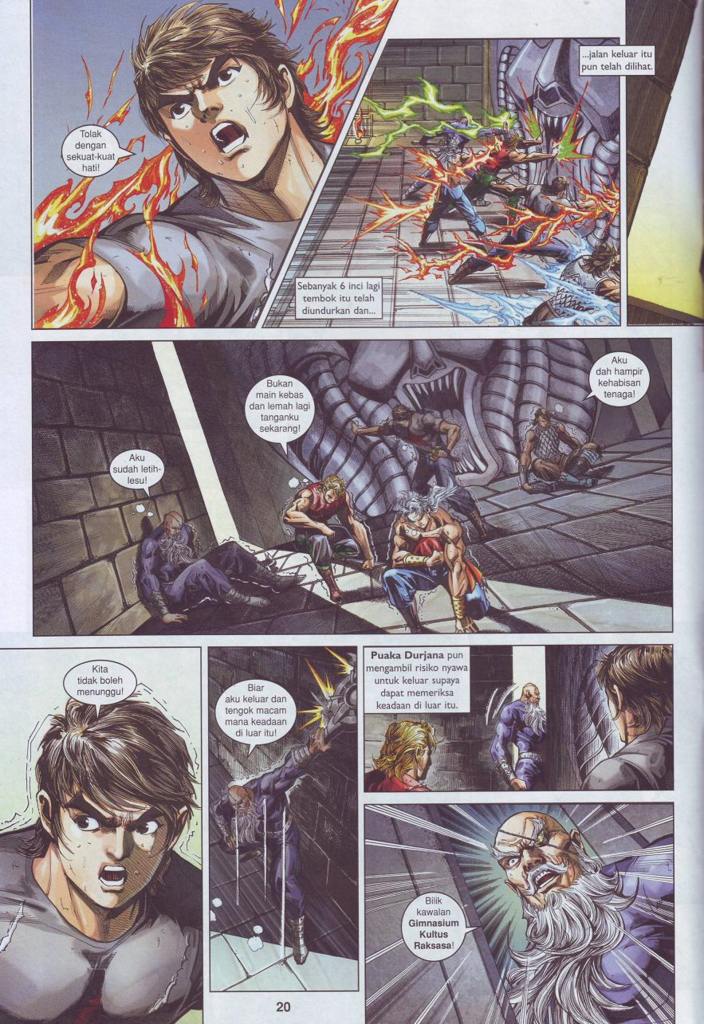 Tolak
dengan
sekuat-kuat
hati!
Sebanyak 6 inci lagi
tembok itu telah
diundurkan dan...
...jalan keluar itu
pun telah dilihat.
Aku
sudah letih-
lesu!
Bukan
main kebas
dan lemah lagi
tanganku
sekarang!
Aku
dah hampir
kehabisan
tenaga!
Kita
tidak boleh
menunggu!
Biar
aku keluar dan
tengok macam
mana keadaan
di luar itu!
Puaka Durjana pun
mengambil risiko nyawa
untuk keluar supaya
dapat memeriksa
keadaan di luar itu.
Bilik
kawalan
Gimnasium
Kultus
Raksasa!
20